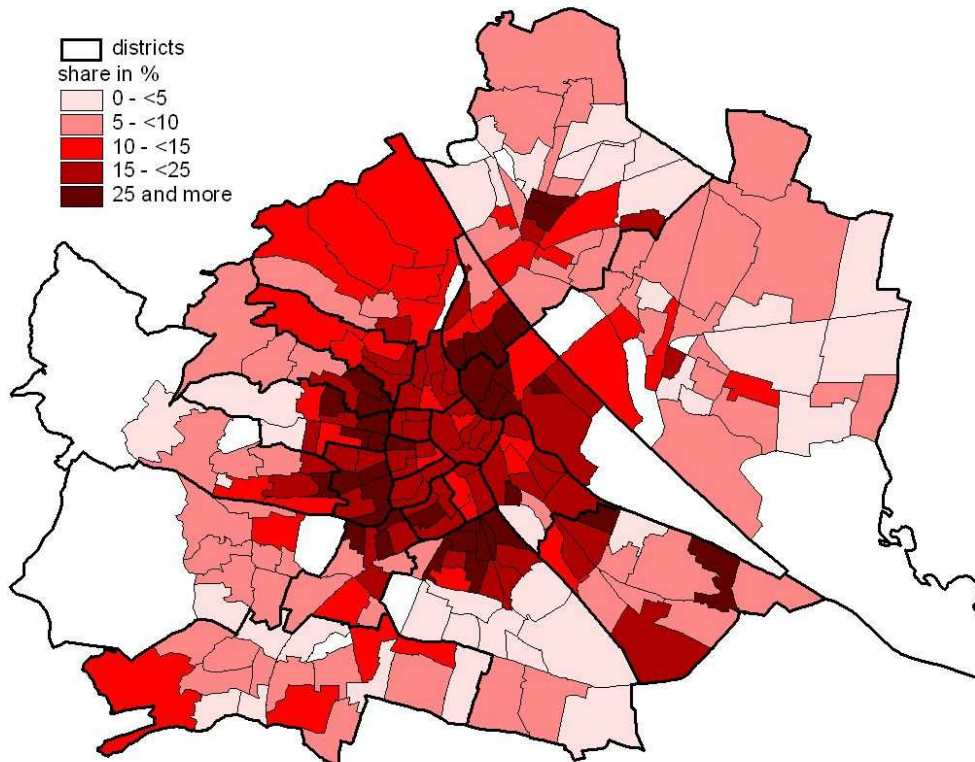 districts
share in %
0 - <5
5 - <10
10 - <15
15 - <25
25 and more